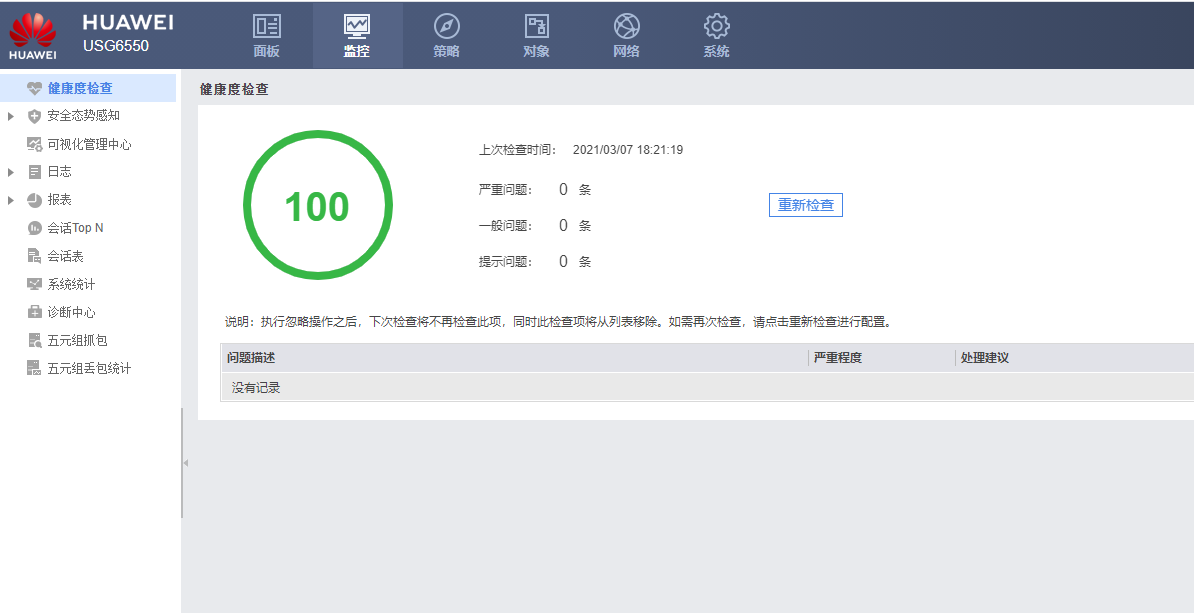 HUAWEI
HUAWEI
USG6550
面板
监控
策略
对象
网络
系统
健康度检查
安全态势感知
可视化管理中心
日志
报表
会话Top N
会话表
系统统计
诊断中心
五元组抓包
五元组丢包统计
健康度检查
100
上次检查时间： 2021/03/07 18:21:19
严重问题： 0 条
一般问题： 0 条
提示问题： 0 条
重新检查
说明：执行忽略操作之后，下次检查将不再检查此项，同时此检查项将从列表移除。如需再次检查，请点击重新检查进行配置。
问题描述 严重程度 处理建议
没有记录